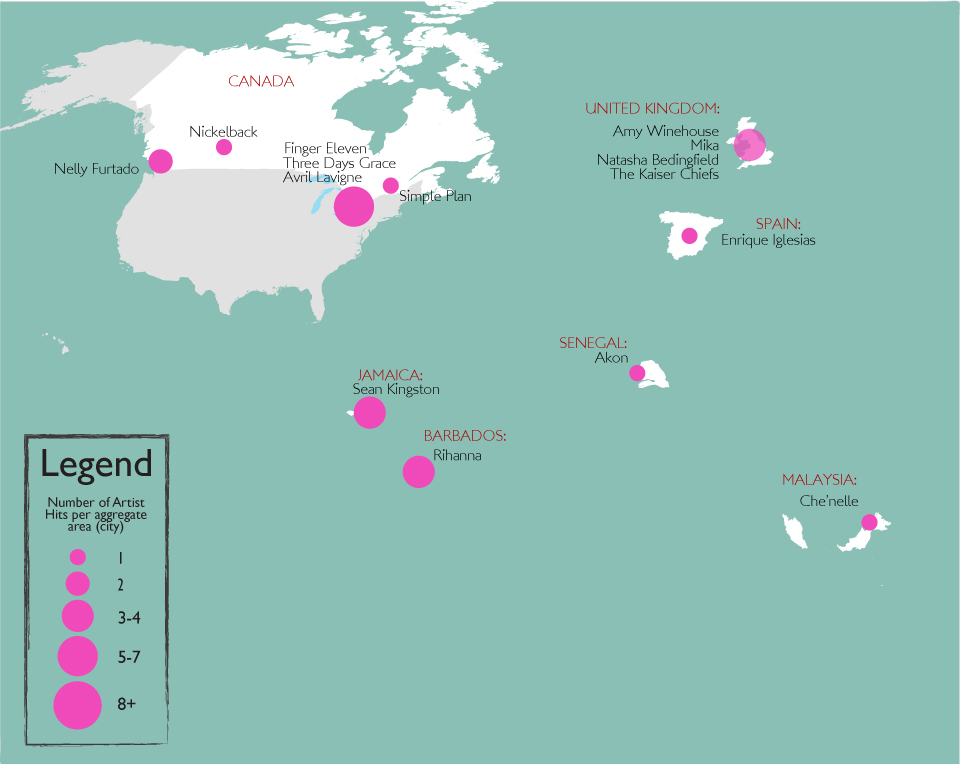 CANADA
Nickelback
Nelly Furtado
Finger Eleven
Three Days Grace
Avril Lavigne
Simple Plan
UNITED KINGDOM:
Amy Winehouse
Mika
Natasha Bedingfield
The Kaiser Chiefs
SPAIN:
Enrique Iglesias
SENEGAL:
Akon
JAMAICA:
Sean Kingston
BARBADOS:
Rihanna
MALAYSIA:
Che'nelle
Legend
Number of Artist
Hits per aggregate
area (city)
1
2
3-4
5-7
8+